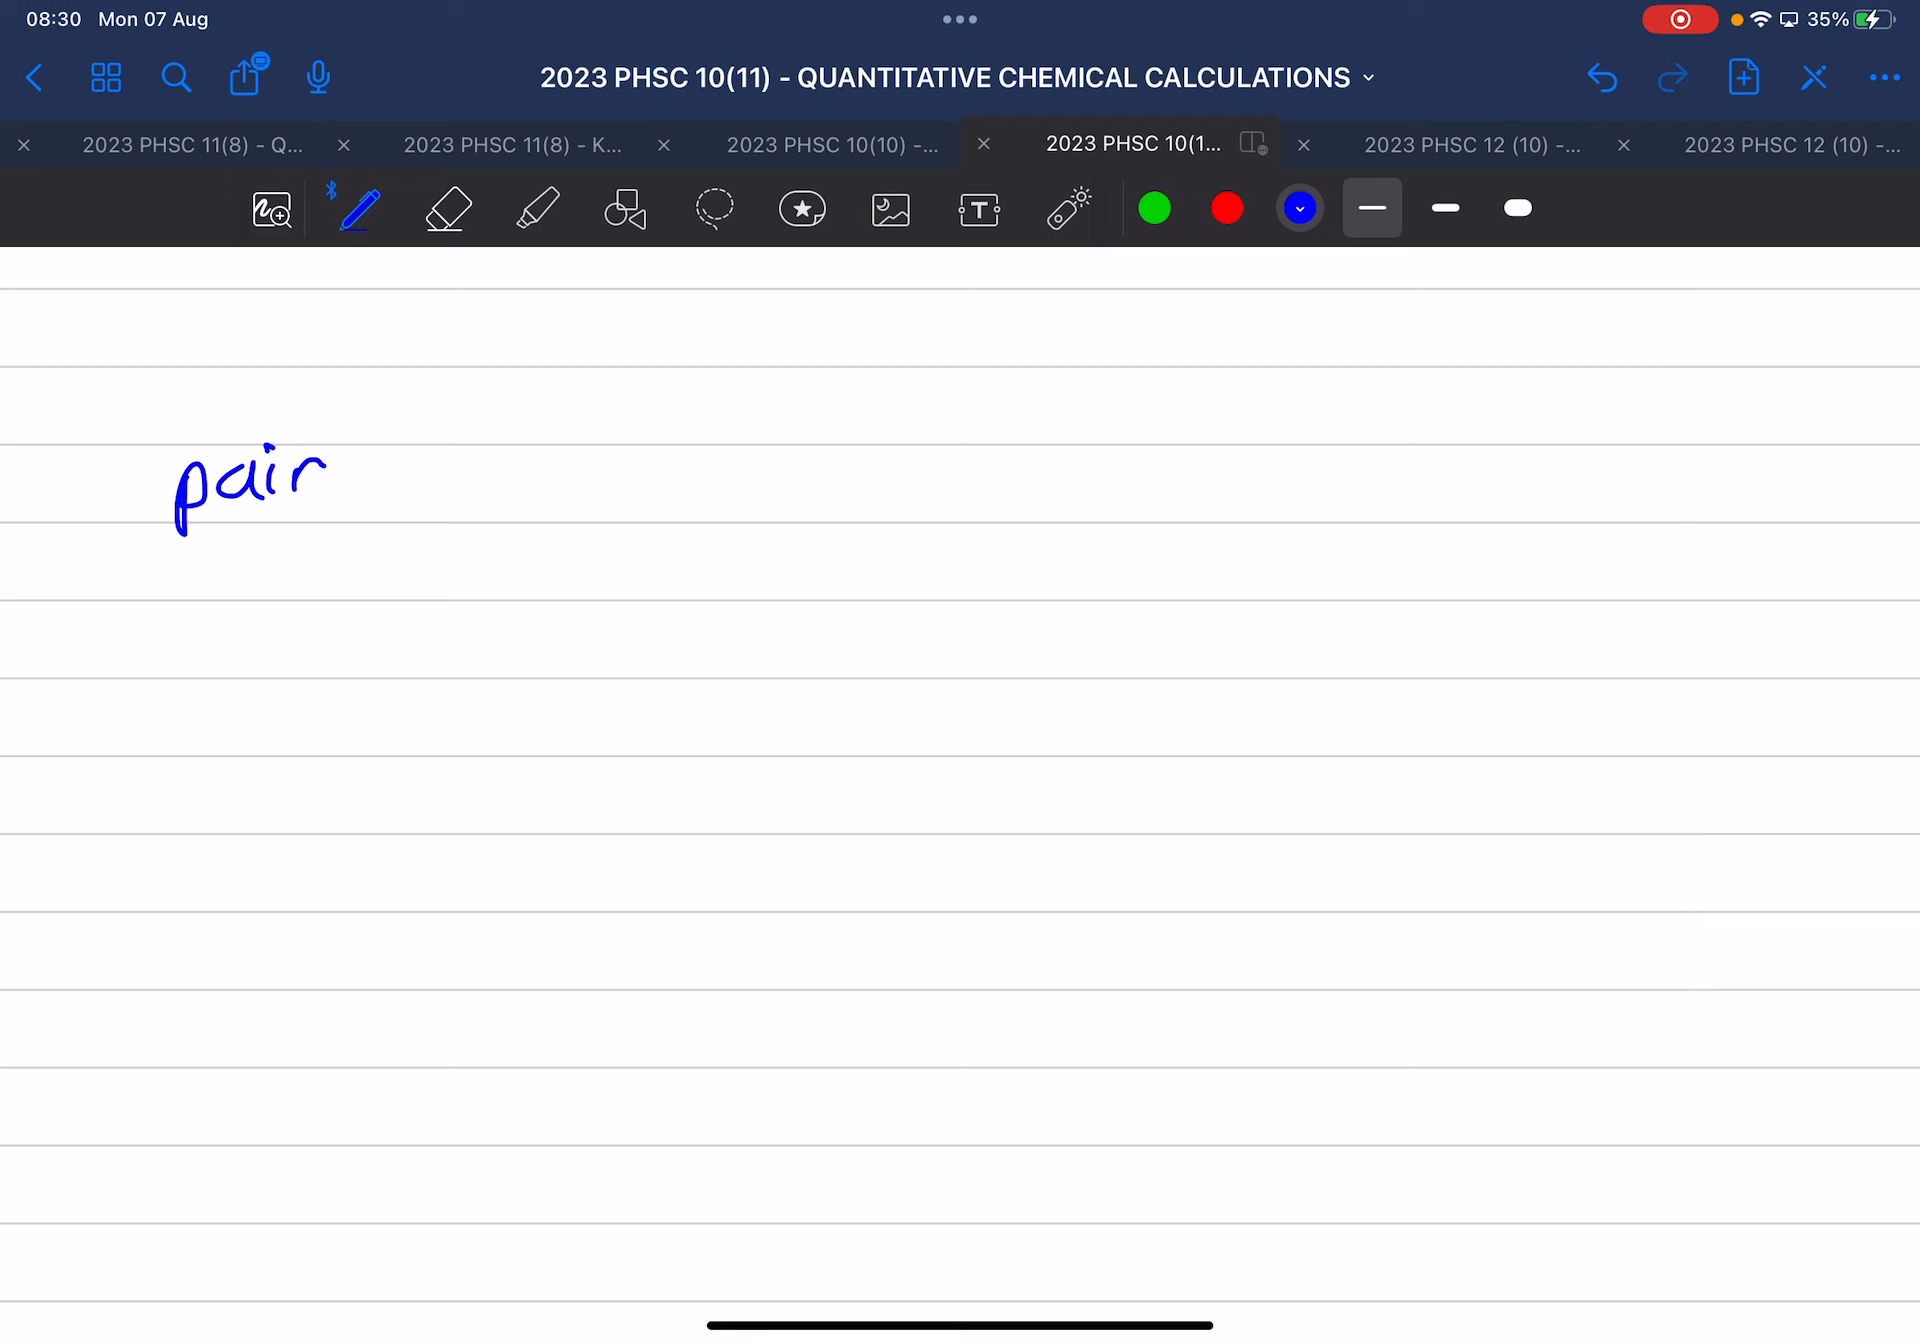 08:30 Mon 07 Aug
35%
2023 PHSC 10(11) - QUANTITATIVE CHEMICAL CALCULATIONS
2023 PHSC 11(8) - Q... 2023 PHSC 11(8) - K... 2023 PHSC 10(10) -... 2023 PHSC 10(1... 2023 PHSC 12 (10) -... 2023 PHSC 12 (10) -...
T
pair